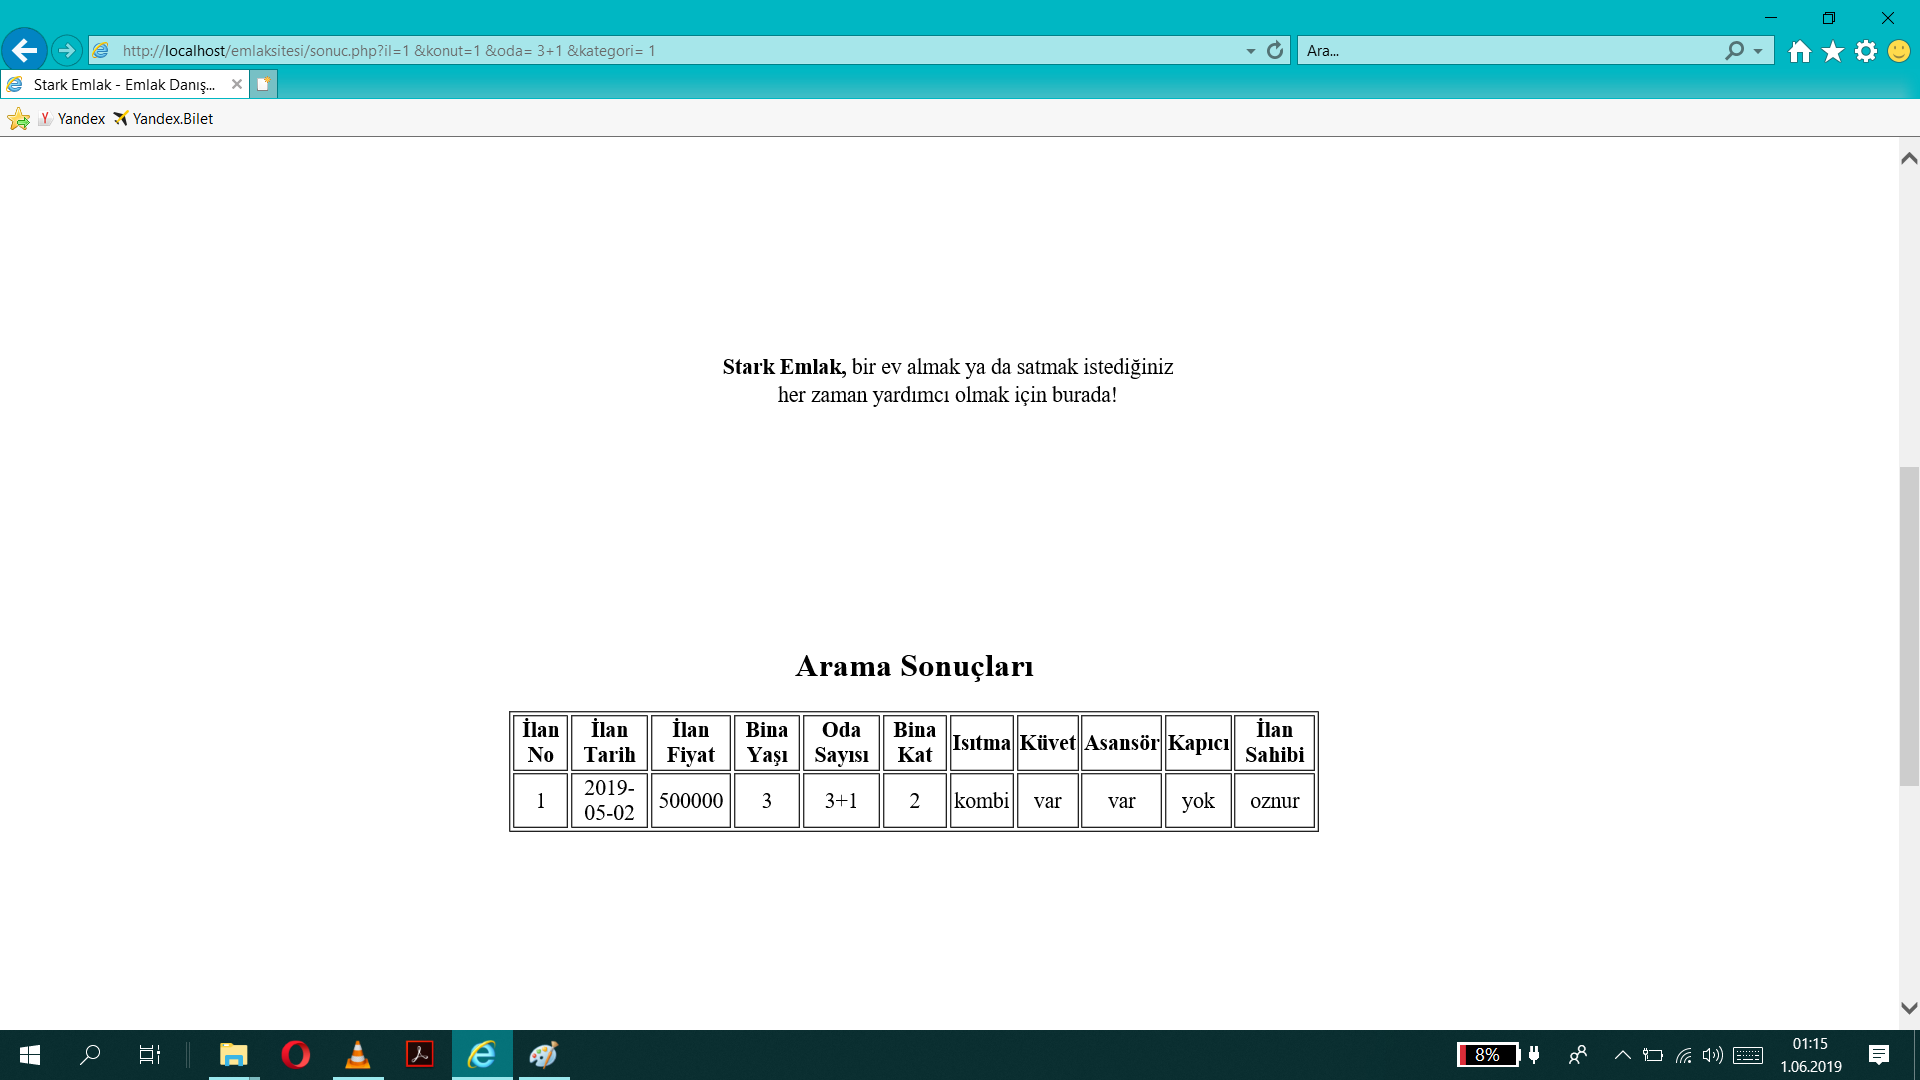 http://localhost/emlaksitesi/sonuc.php?il=1 &konut=1 &oda= 3+1 &kategori= 1
Ara...
Stark Emlak - Emlak Danış...
Yandex
Yandex.Bilet
Stark Emlak, bir ev almak ya da satmak istediğiniz
her zaman yardımcı olmak için burada!
Arama Sonuçları
İlan No İlan Tarih İlan Fiyat Bina Yaşı Oda Sayısı Bina Kat Isıtma Küvet Asansör Kapıcı İlan Sahibi
1 2019-05-02 500000 3 3+1 2 kombi var var yok oznur
8%
01:15
1.06.2019